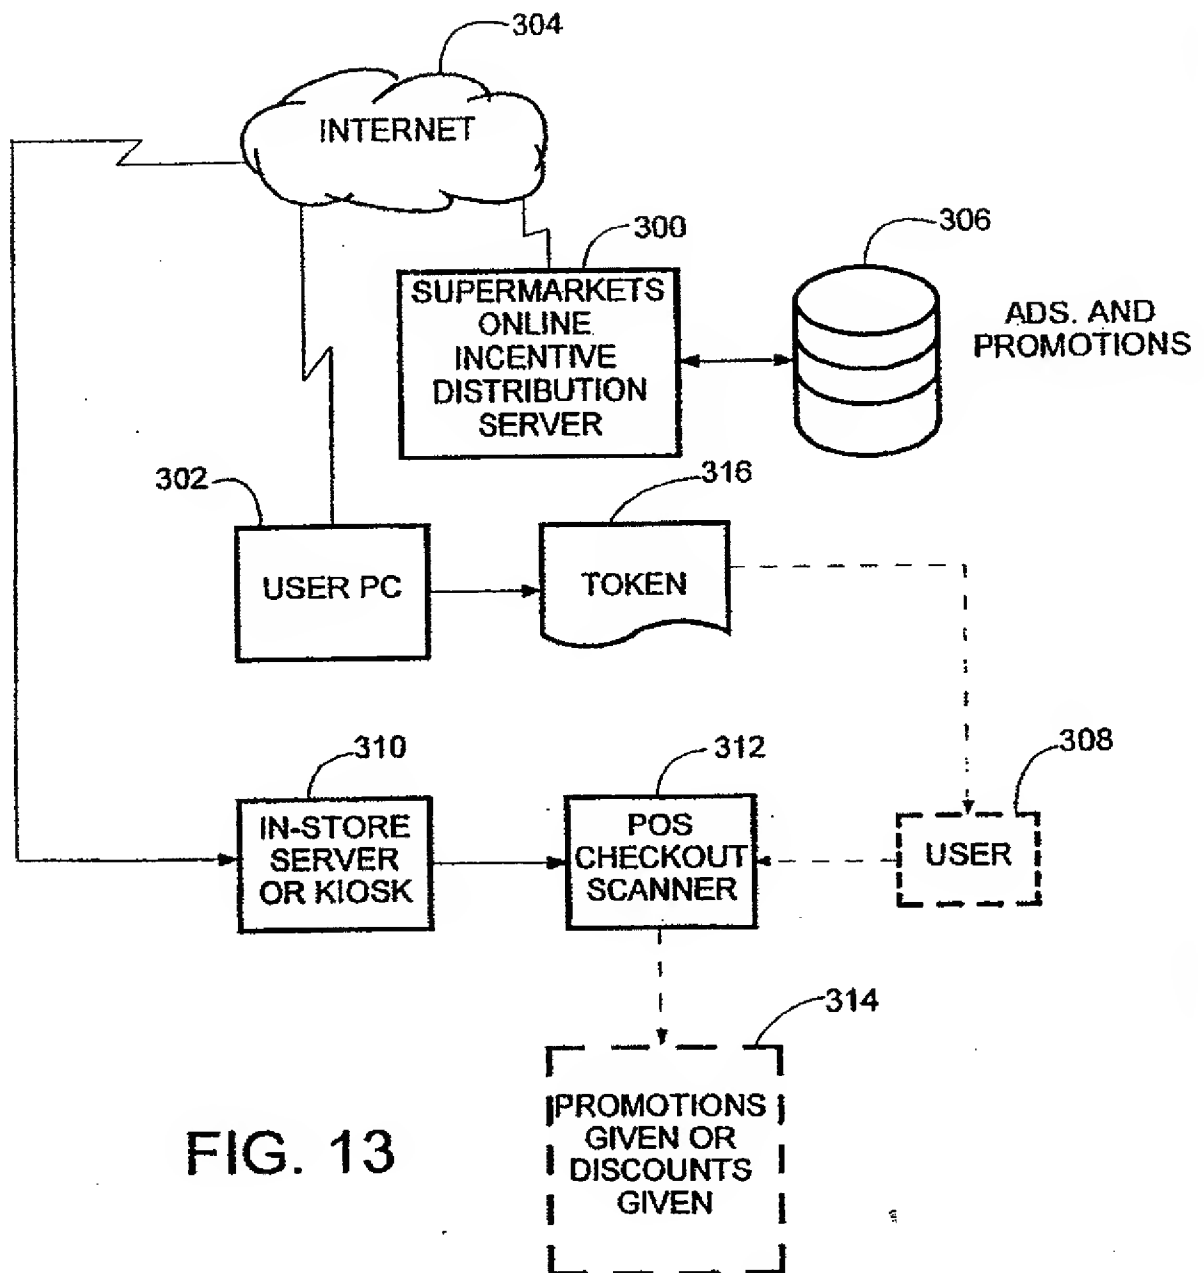 304
INTERNET
300
306
SUPERMARKETS
ONLINE
INCENTIVE
DISTRIBUTION
SERVER
ADS. AND
PROMOTIONS
302
316
USER PC
TOKEN
310
312
308
IN-STORE
SERVER
OR KIOSK
POS
CHECKOUT
SCANNER
USER
314
PROMOTIONS
GIVEN OR
DISCOUNTS
GIVEN
FIG. 13